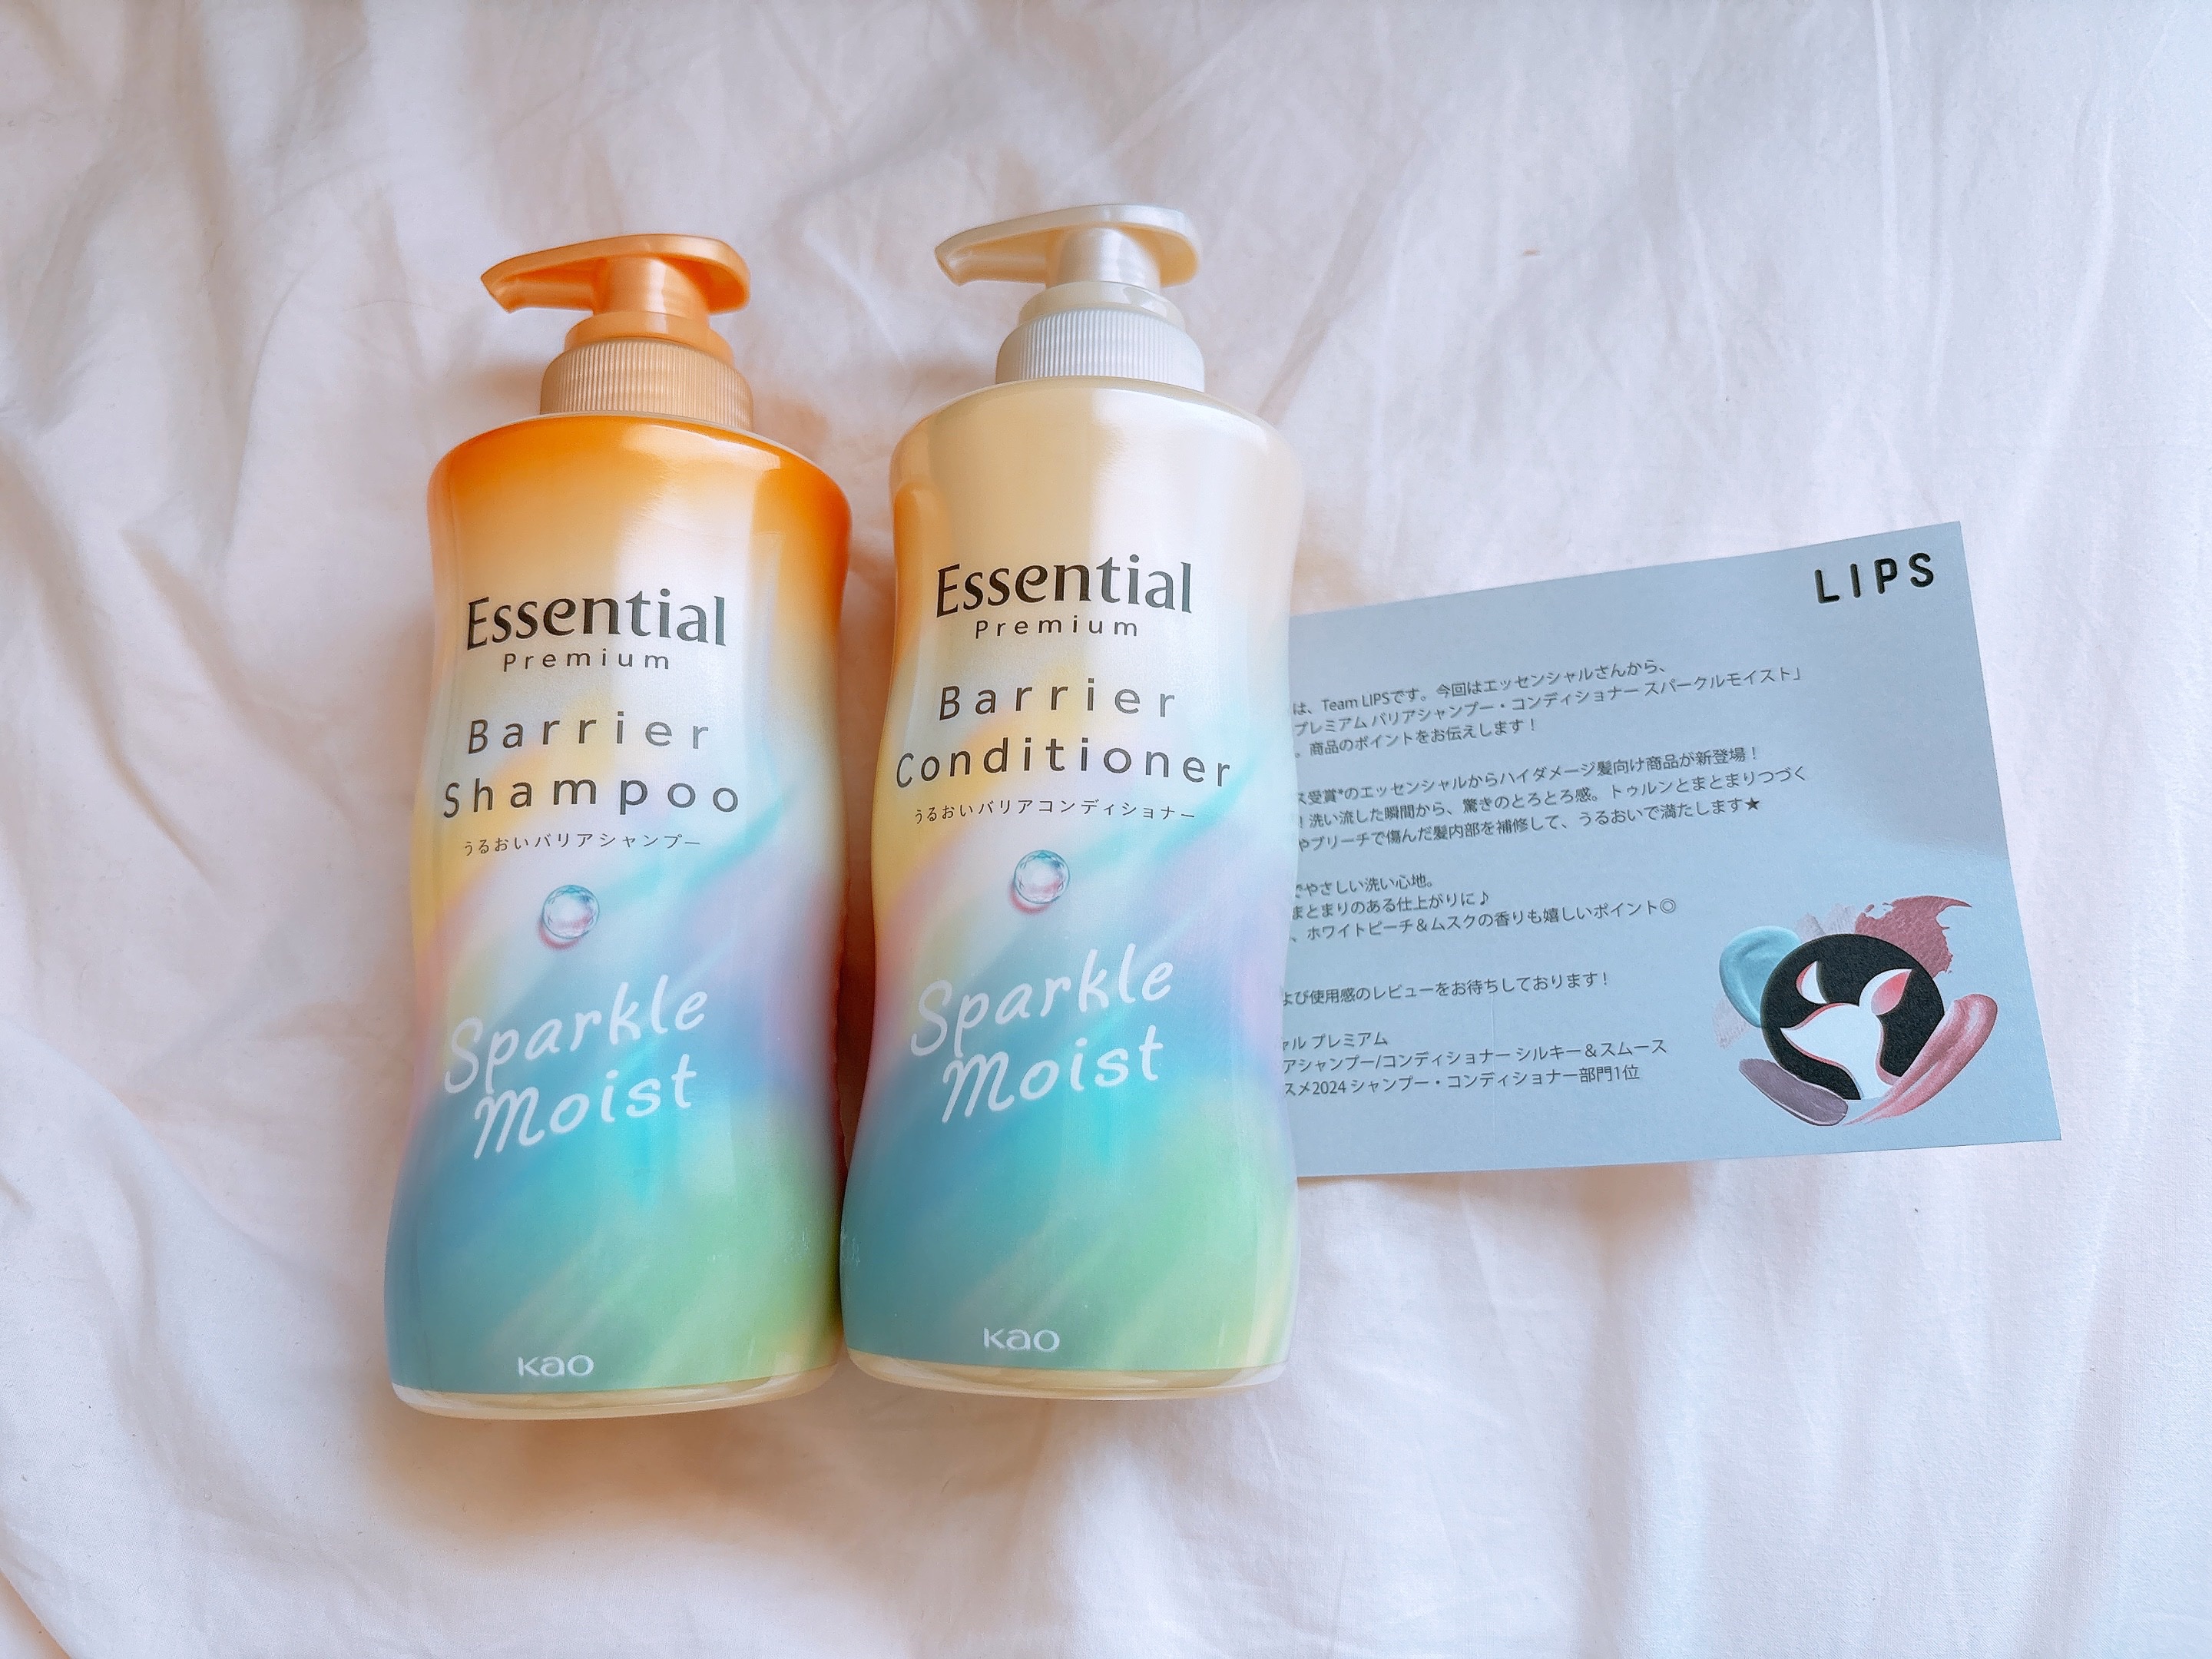 Essential
Premium
Barrier
Shampoo
うるおいバリアシャンプー
Sparkle
Moist
Kao
Essential
Premium
Barrier
Conditioner
うるおいバリアコンディショナー
Sparkle
Moist
Kao
LIPS
は、Team LIPSです。今回はエッセンシャルさんから、
プレミアム バリアシャンプー・コンディショナー スパークルモイスト」
。商品のポイントをお伝えします！
ス受賞*のエッセンシャルからハイダメージ髪向け商品が新登場！
！洗い流した瞬間から、驚きのとろとろ感。トゥルンとまとまりつづく
やブリーチで傷んだ髪内部を補修して、うるおいで満たします★
でやさしい洗い心地。
まとまりのある仕上がりに♪
、ホワイトピーチ＆ムスクの香りも嬉しいポイント◎
よび使用感のレビューをお待ちしております！
ャル プレミアム
アシャンプー/コンディショナー シルキー＆スムース
スメ2024 シャンプー・コンディショナー部門1位